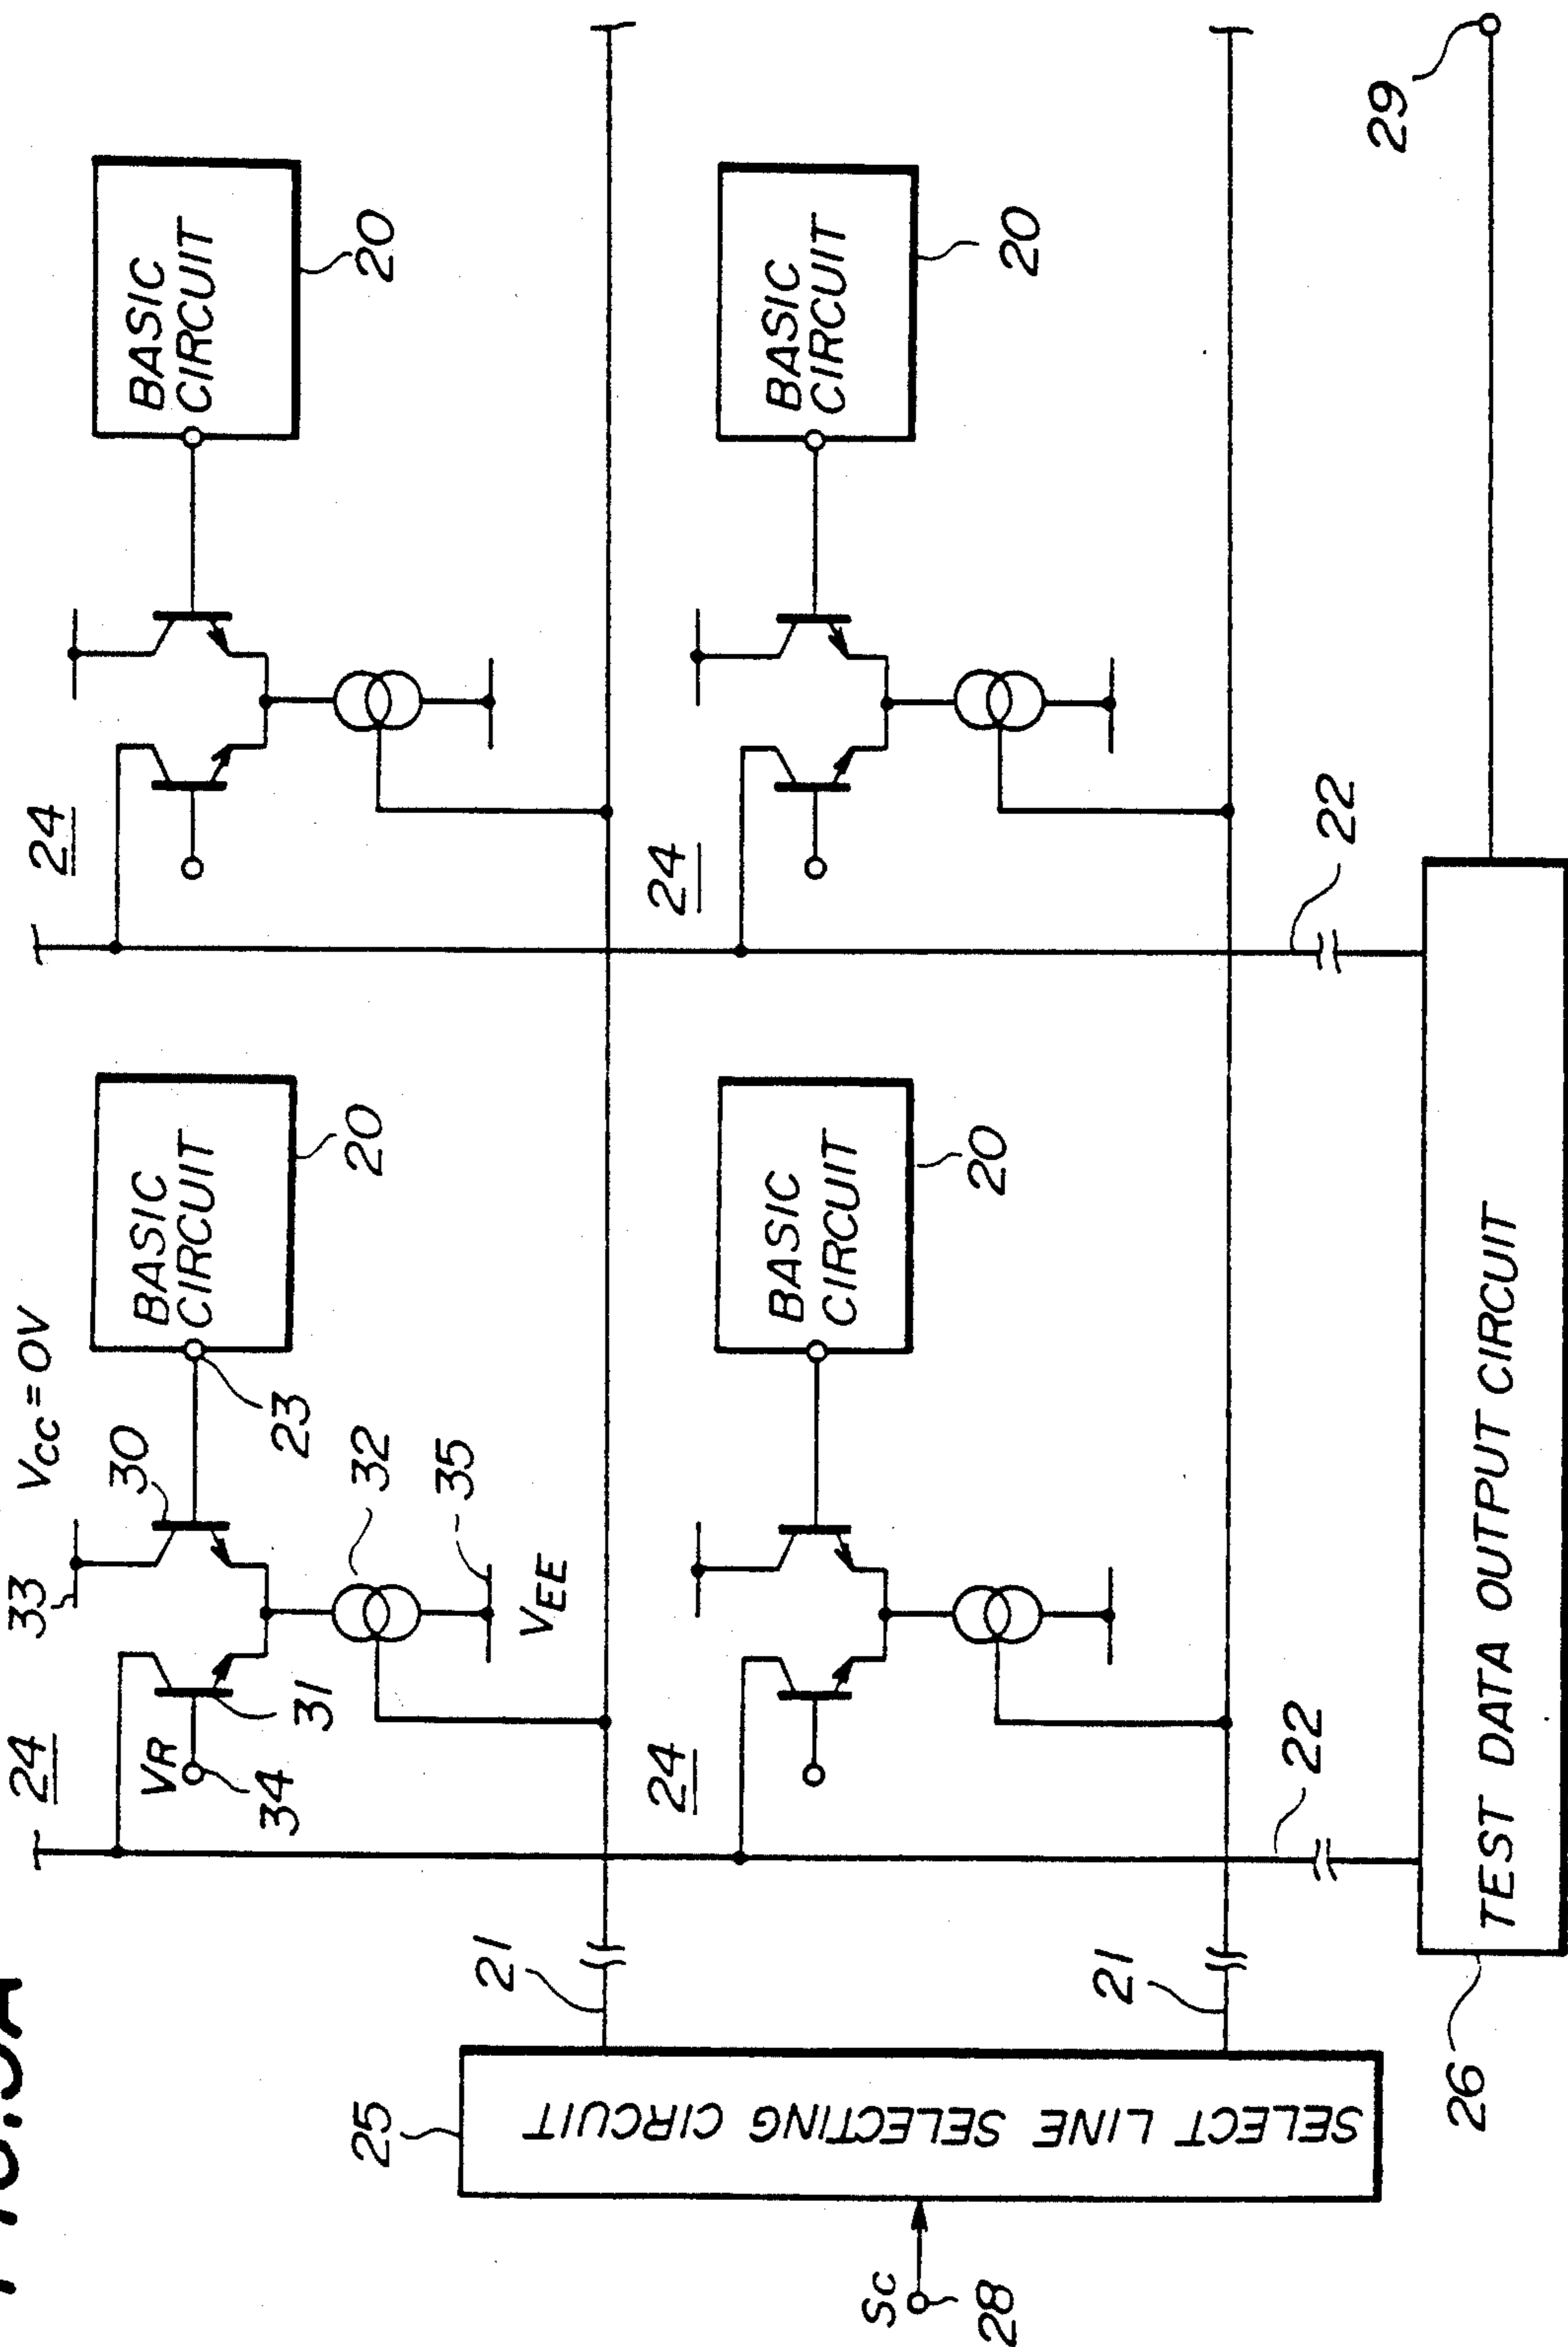 24
33
VCC = 0V
VR
34
31
30
23
BASIC
CIRCUIT
20
32
35
VEE
24
BASIC
CIRCUIT
20
21
25
SELECT LINE SELECTING CIRCUIT
SC
28
24
BASIC
CIRCUIT
20
24
BASIC
CIRCUIT
20
21
22
22
29
26
TEST DATA OUTPUT CIRCUIT